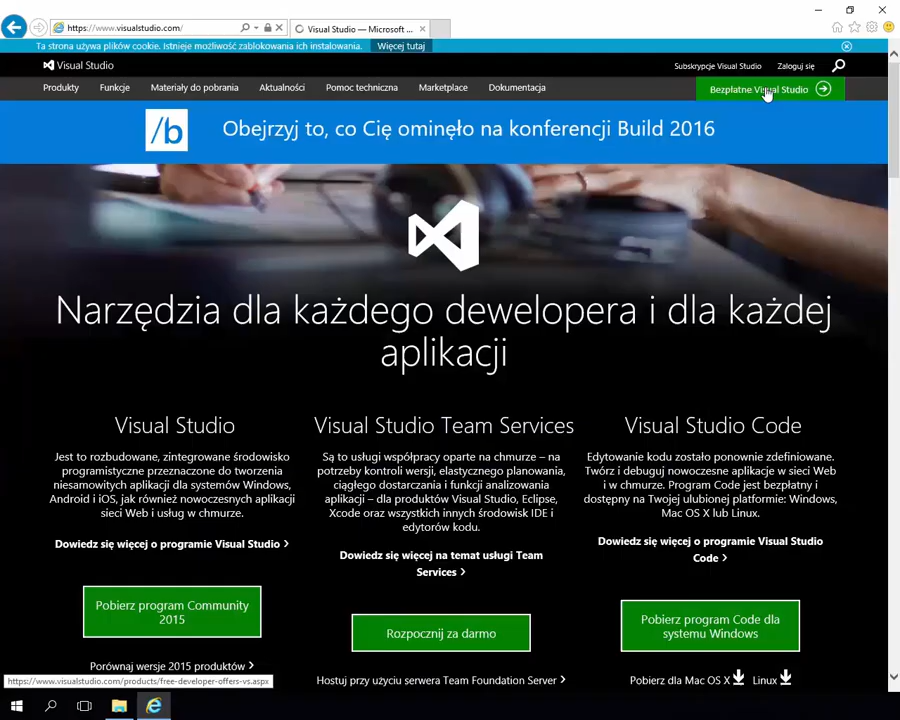 https://www.visualstudio.com/
Visual Studio — Microsoft ...
Ta strona używa plików cookie. Istnieje możliwość zablokowania ich instalowania. Więcej tutaj
Visual Studio
Subskrypcje Visual Studio Zaloguj się
Produkty Funkcje Materiały do pobrania Aktualności Pomoc techniczna Marketplace Dokumentacja
Bezpłatne Visual Studio
/b
Obejrzyj to, co Cię ominęło na konferencji Build 2016
Narzędzia dla każdego dewelopera i dla każdej
aplikacji
Visual Studio
Jest to rozbudowane, zintegrowane środowisko
programistyczne przeznaczone do tworzenia
niesamowitych aplikacji dla systemów Windows,
Android i iOS, jak również nowoczesnych aplikacji
sieci Web i usług w chmurze.
Dowiedz się więcej o programie Visual Studio
Pobierz program Community
2015
Porównaj wersje 2015 produktów
Visual Studio Team Services
Są to usługi współpracy oparte na chmurze – na
potrzeby kontroli wersji, elastycznego planowania,
ciągłego dostarczania i funkcji analizowania
aplikacji – dla produktów Visual Studio, Eclipse,
Xcode oraz wszystkich innych środowisk IDE i
edytorów kodu.
Dowiedz się więcej na temat usługi Team
Services
Rozpocznij za darmo
Hostuj przy użyciu serwera Team Foundation Server
Visual Studio Code
Edytowanie kodu zostało ponownie zdefiniowane.
Twórz i debuguj nowoczesne aplikacje w sieci Web
i w chmurze. Program Code jest bezpłatny i
dostępny na Twojej ulubionej platformie: Windows,
Mac OS X lub Linux.
Dowiedz się więcej o programie Visual Studio
Code
Pobierz program Code dla
systemu Windows
Pobierz dla Mac OS X Linux
https://www.visualstudio.com/products/free-developer-offers-vs.aspx